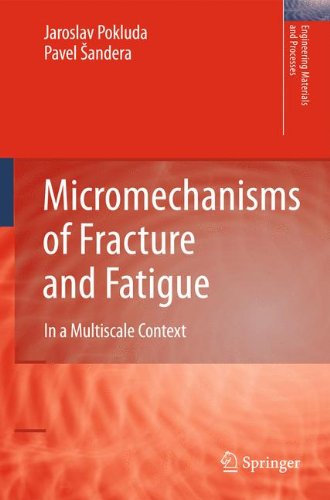 Jaroslav Pokluda
Pavel Šandera
Engineering Materials
and Processes
Micromechanisms
of Fracture
and Fatigue
In a Multiscale Context
Springer